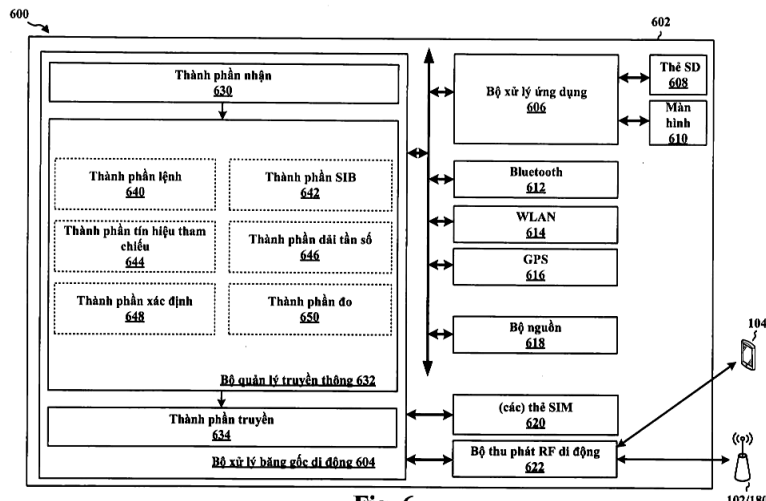 600
602
Thành phần nhận
630
Thành phần lệnh
640
Thành phần SIB
642
Thành phần tín hiệu tham
chiếu
644
Thành phần dải tần số
646
Thành phần xác định
648
Thành phần đo
650
Bộ quản lý truyền thông 632
Thành phần truyền
634
Bộ xử lý băng gốc di động 604
Bộ xử lý ứng dụng
606
Thẻ SD
608
Màn
hình
610
Bluetooth
612
WLAN
614
GPS
616
Bộ nguồn
618
(các) thẻ SIM
620
Bộ thu phát RF di động
622
104
102/180
Fig. 6